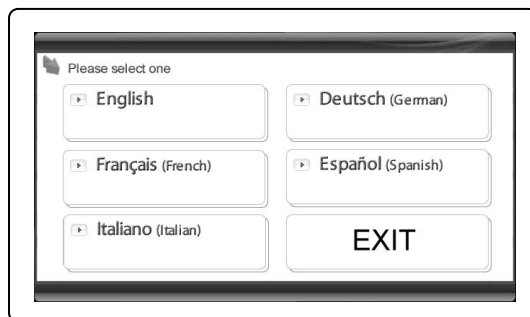 Please select one
English
Deutsch (German)
Français (French)
Español (Spanish)
Italiano (Italian)
EXIT